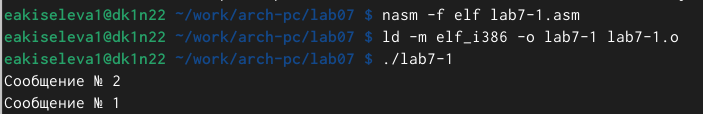 eakiseleva1@dk1n22 ~/work/arch-pc/lab07 $ nasm -f elf lab7-1.asm
eakiseleva1@dk1n22 ~/work/arch-pc/lab07 $ ld -m elf_i386 -o lab7-1 lab7-1.o
eakiseleva1@dk1n22 ~/work/arch-pc/lab07 $ ./lab7-1
Сообщение № 2
Сообщение № 1